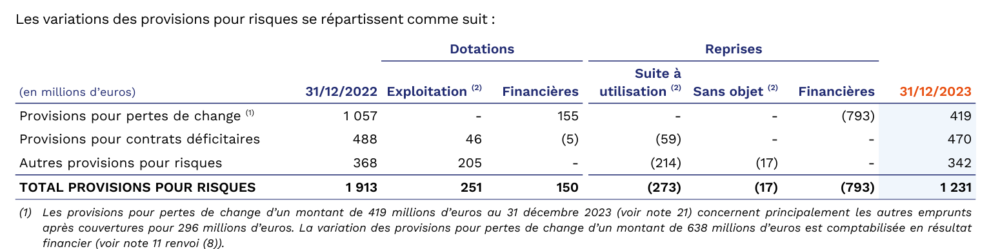 Les variations des provisions pour risques se répartissent comme suit :
Dotations Reprises
(en millions d’euros) 31/12/2022 Exploitation (2) Financières Suite à utilisation (2) Sans objet (2) Financières 31/12/2023
Provisions pour pertes de change (1) 1 057 - 155 - - (793) 419
Provisions pour contrats déficitaires 488 46 (5) (59) - - 470
Autres provisions pour risques 368 205 - (214) (17) - 342
TOTAL PROVISIONS POUR RISQUES 1 913 251 150 (273) (17) (793) 1 231
(1) Les provisions pour pertes de change d’un montant de 419 millions d’euros au 31 décembre 2023 (voir note 21) concernent principalement les autres emprunts
après couvertures pour 296 millions d’euros. La variation des provisions pour pertes de change d’un montant de 638 millions d’euros est comptabilisée en résultat
financier (voir note 11 renvoi (8)).